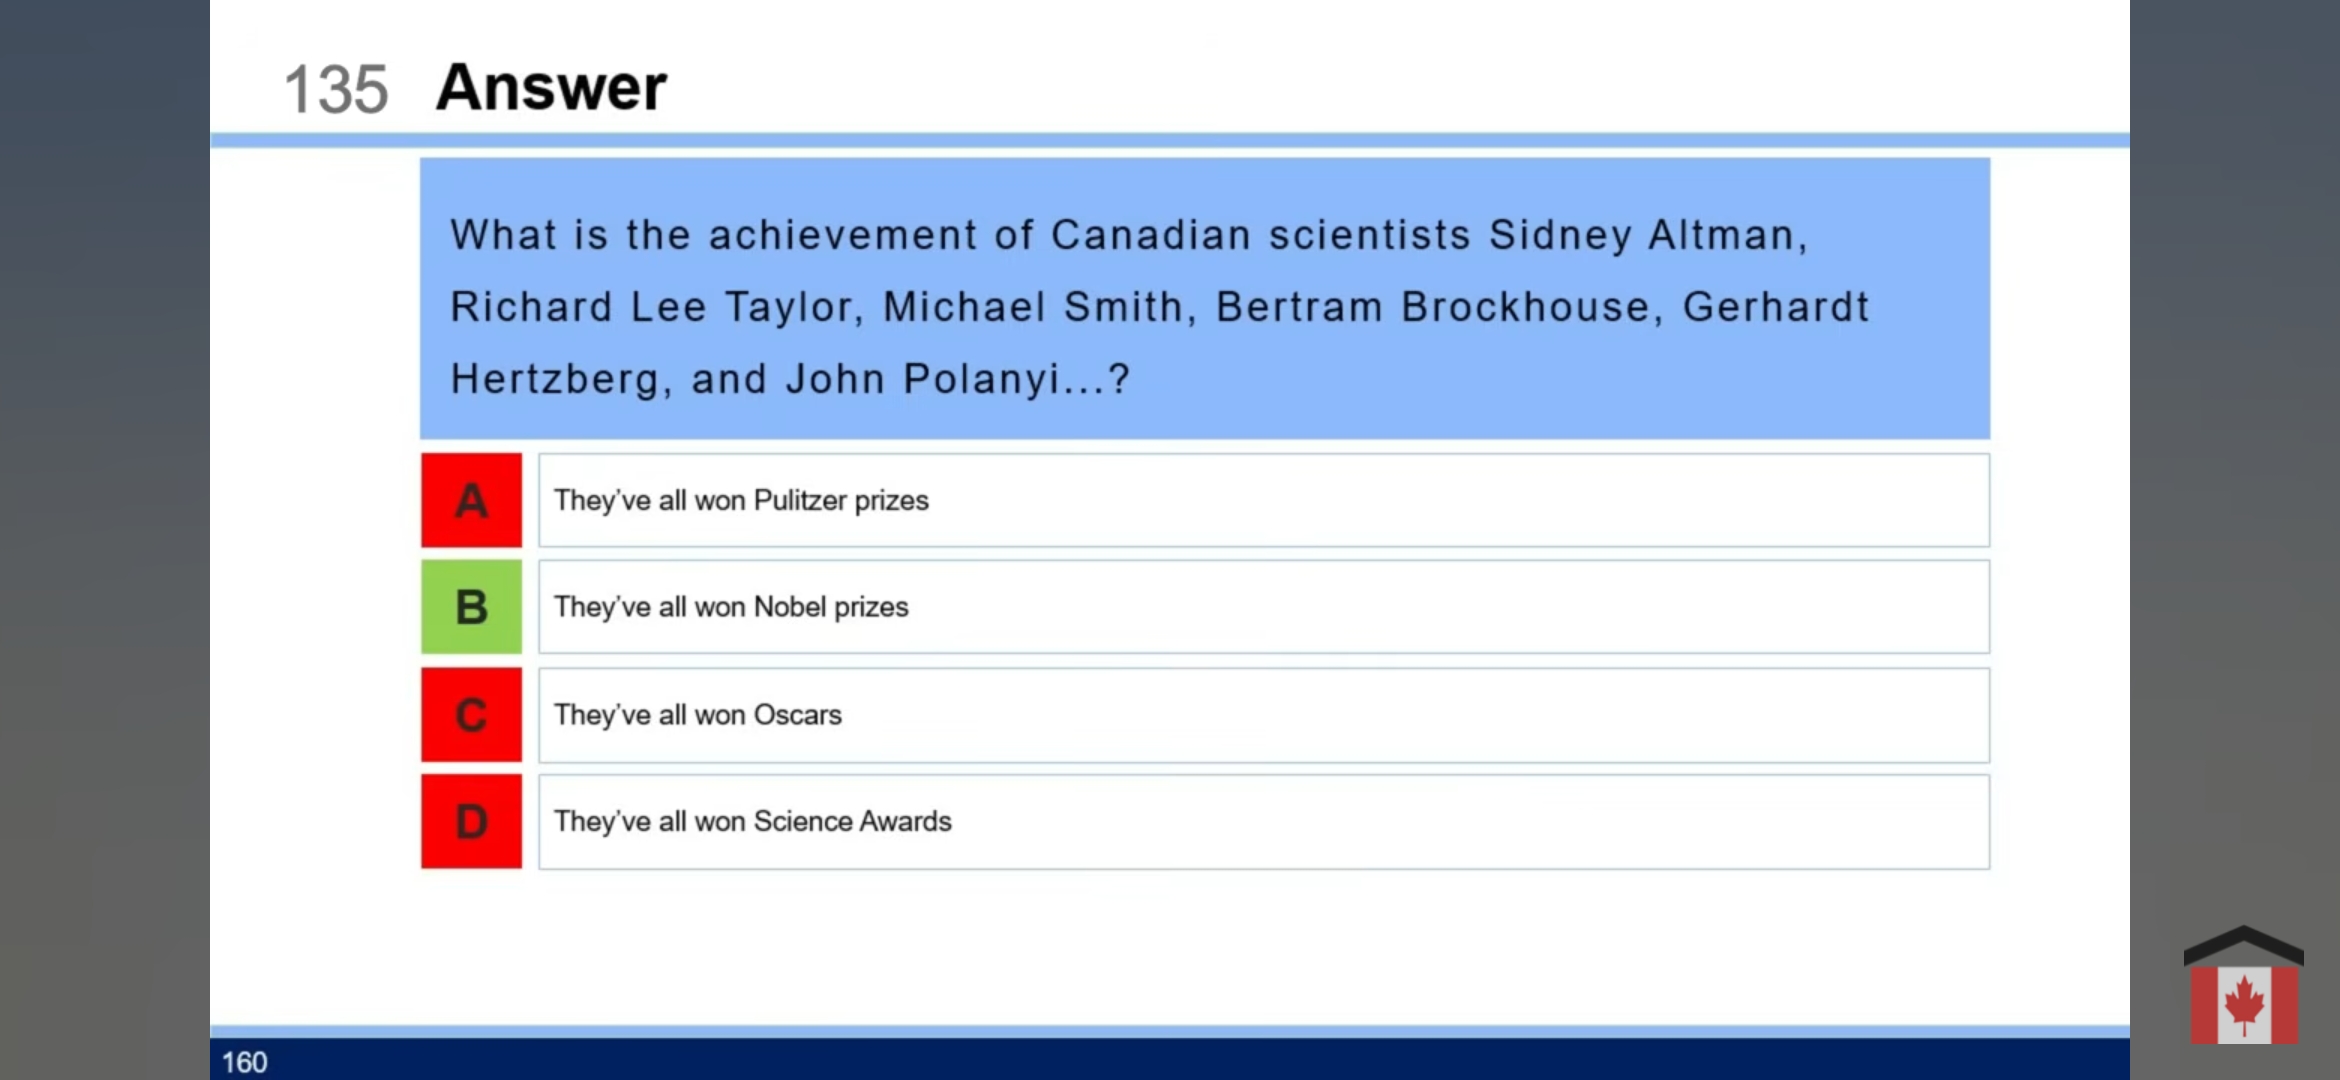 135 Answer
What is the achievement of Canadian scientists Sidney Altman,
Richard Lee Taylor, Michael Smith, Bertram Brockhouse, Gerhardt
Hertzberg, and John Polanyi...?
A They’ve all won Pulitzer prizes
B They’ve all won Nobel prizes
C They’ve all won Oscars
D They’ve all won Science Awards
160